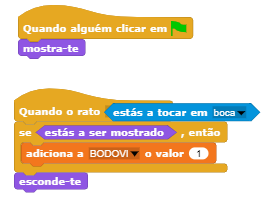 Quando alguém clicar em
mostra-te
Quando o rato estás a tocar em boca
se estás a ser mostrado , então
adiciona a BODOVI o valor 1
esconde-te